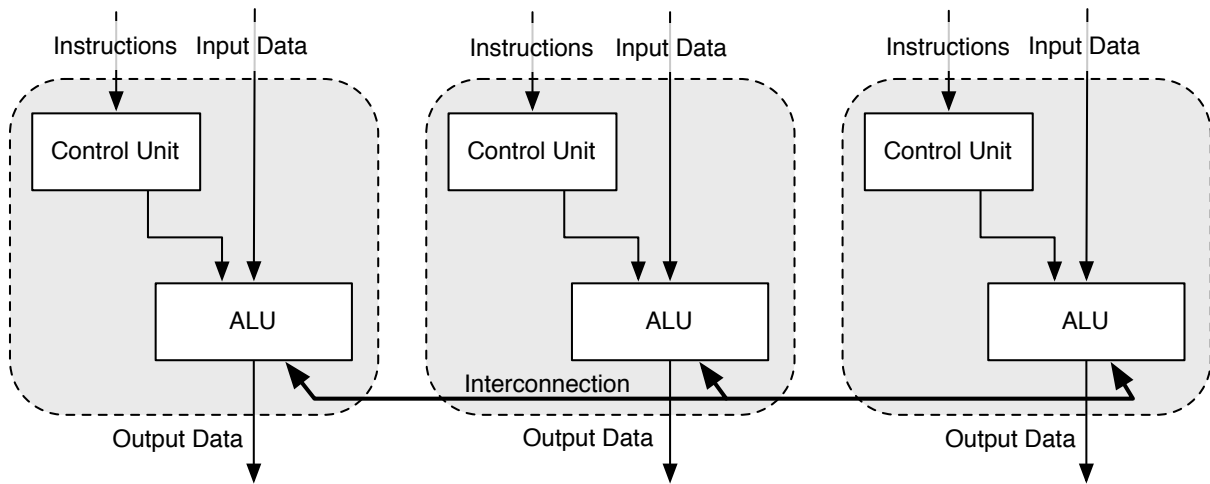 Instructions Input Data
Instructions Input Data
Instructions Input Data
Control Unit
Control Unit
Control Unit
ALU
ALU
ALU
Interconnection
Output Data
Output Data
Output Data